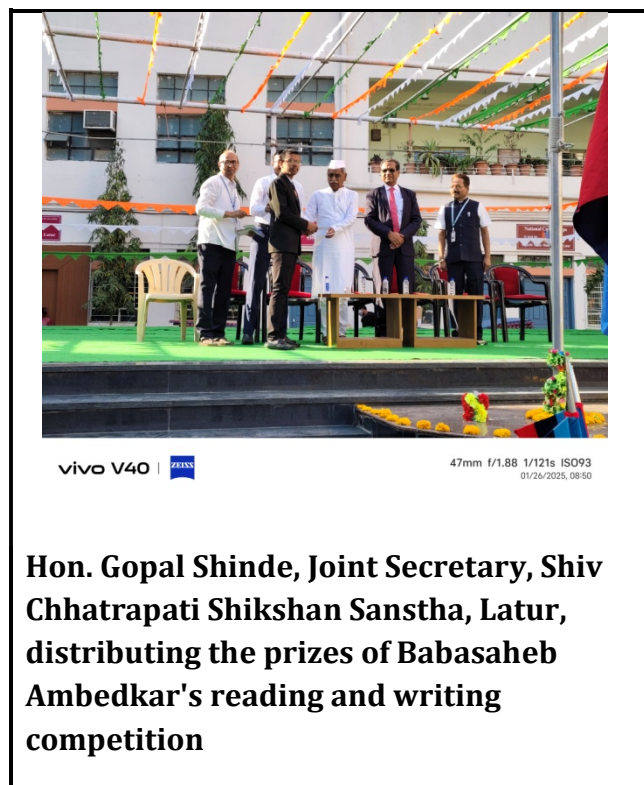 vivo V40 | ZEISS
47mm f/1.88 1/121s ISO93
01/26/2025, 08:50
Hon. Gopal Shinde, Joint Secretary, Shiv
Chhatrapati Shikshan Sanstha, Latur,
distributing the prizes of Babasaheb
Ambedkar's reading and writing
competition